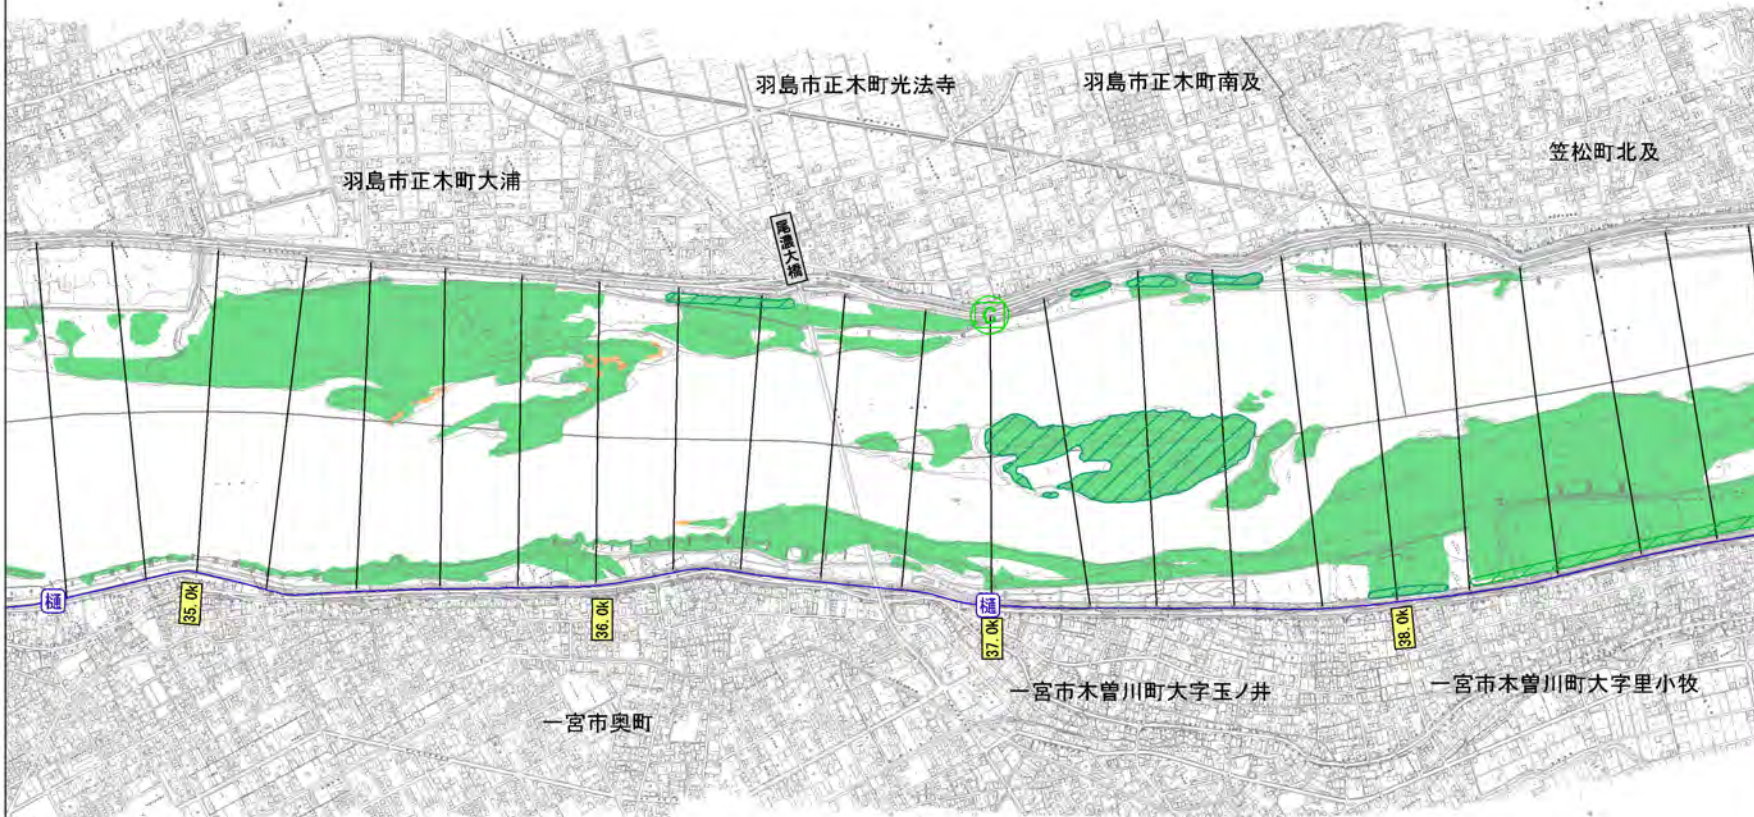 羽島市正木町光法寺
羽島市正木町南及
笠松町北及
羽島市正木町大浦
尾濃大橋
G
樋
35.0k
36.0k
樋
37.0k
38.0k
一宮市奥町
一宮市木曽川町大字玉ノ井
一宮市木曽川町大字里小牧